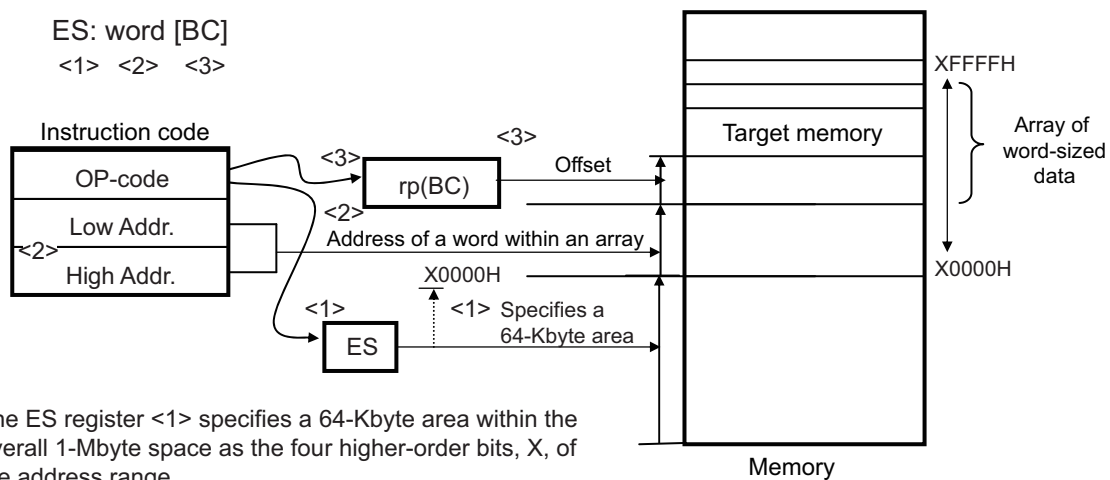 ES: word [BC]
<1> <2> <3>
Instruction code
OP-code
Low Addr.
<2>
High Addr.
<3>
rp(BC)
<3>
Offset
<2>
Address of a word within an array
X0000H
<1>
ES
<1> Specifies a
64-Kbyte area
XFFFFH
Target memory
Array of
word-sized
data
X0000H
Memory
he ES register <1> specifies a 64-Kbyte area within the
verall 1-Mbyte space as the four higher-order bits, X, of
e address range.